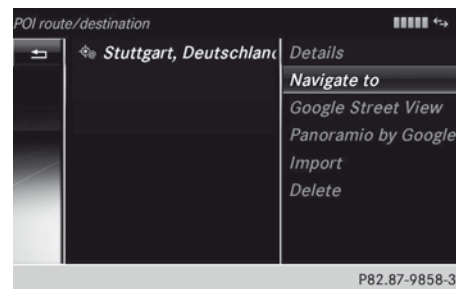 POI route/destination
Stuttgart, Deutschland
Details
Navigate to
Google Street View
Panoramio by Google
Import
Delete
P82.87-9858-3